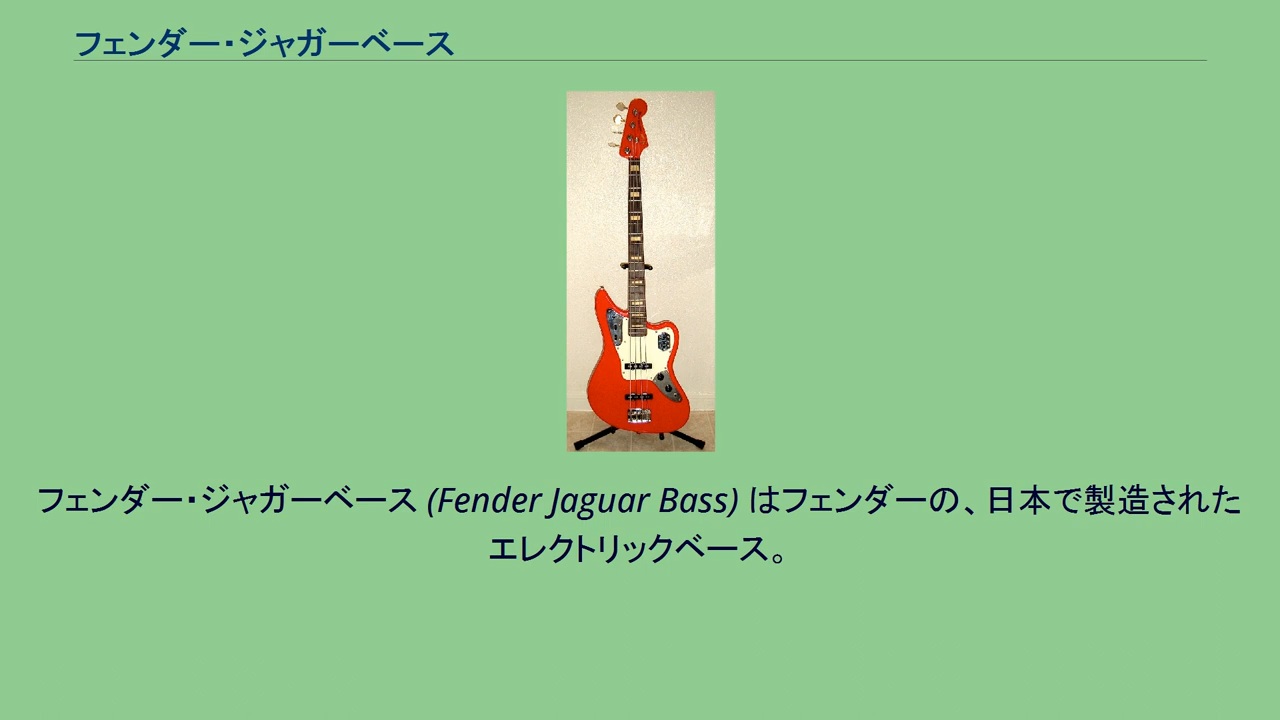 フェンダー・ジャガーベース
フェンダー・ジャガーベース (Fender Jaguar Bass) はフェンダーの、日本で製造された
エレクトリックベース。